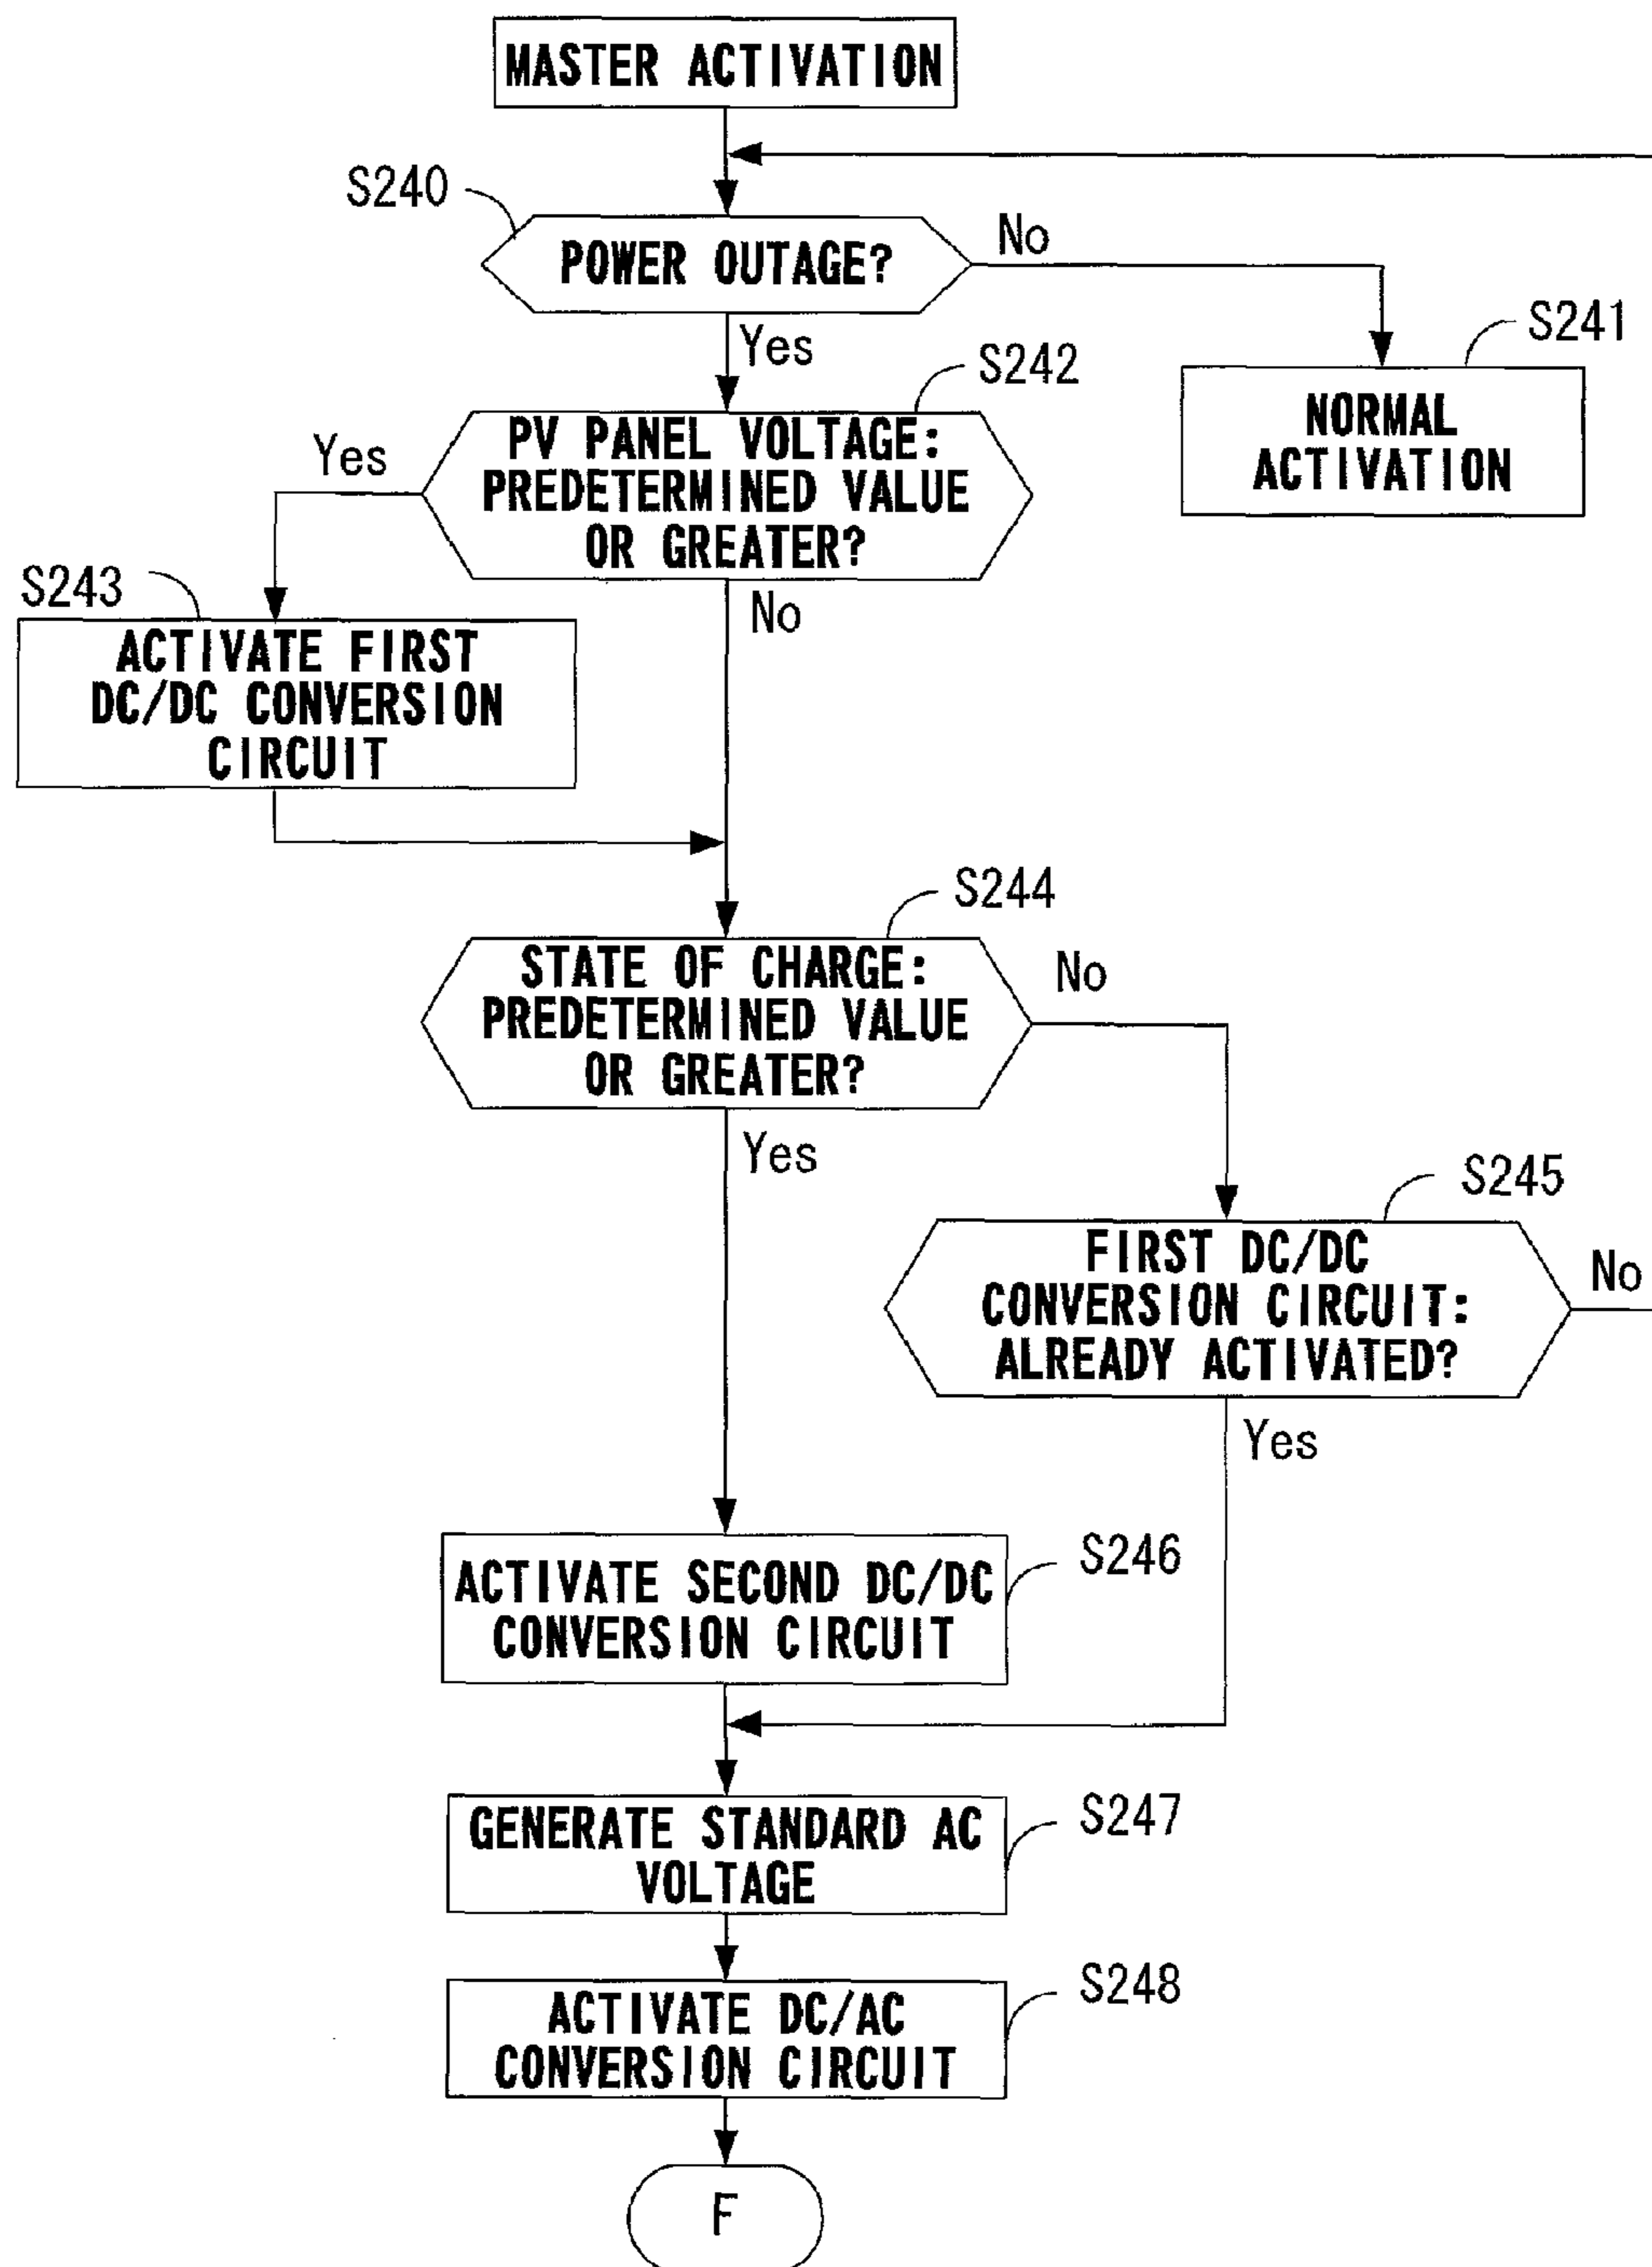 MASTER ACTIVATION
S240
POWER OUTAGE?
No
Yes
S241
NORMAL
ACTIVATION
S242
PV PANEL VOLTAGE:
PREDETERMINED VALUE
OR GREATER?
Yes
No
S243
ACTIVATE FIRST
DC/DC CONVERSION
CIRCUIT
S244
STATE OF CHARGE:
PREDETERMINED VALUE
OR GREATER?
No
Yes
S245
FIRST DC/DC
CONVERSION CIRCUIT:
ALREADY ACTIVATED?
No
Yes
S246
ACTIVATE SECOND DC/DC
CONVERSION CIRCUIT
S247
GENERATE STANDARD AC
VOLTAGE
S248
ACTIVATE DC/AC
CONVERSION CIRCUIT
F